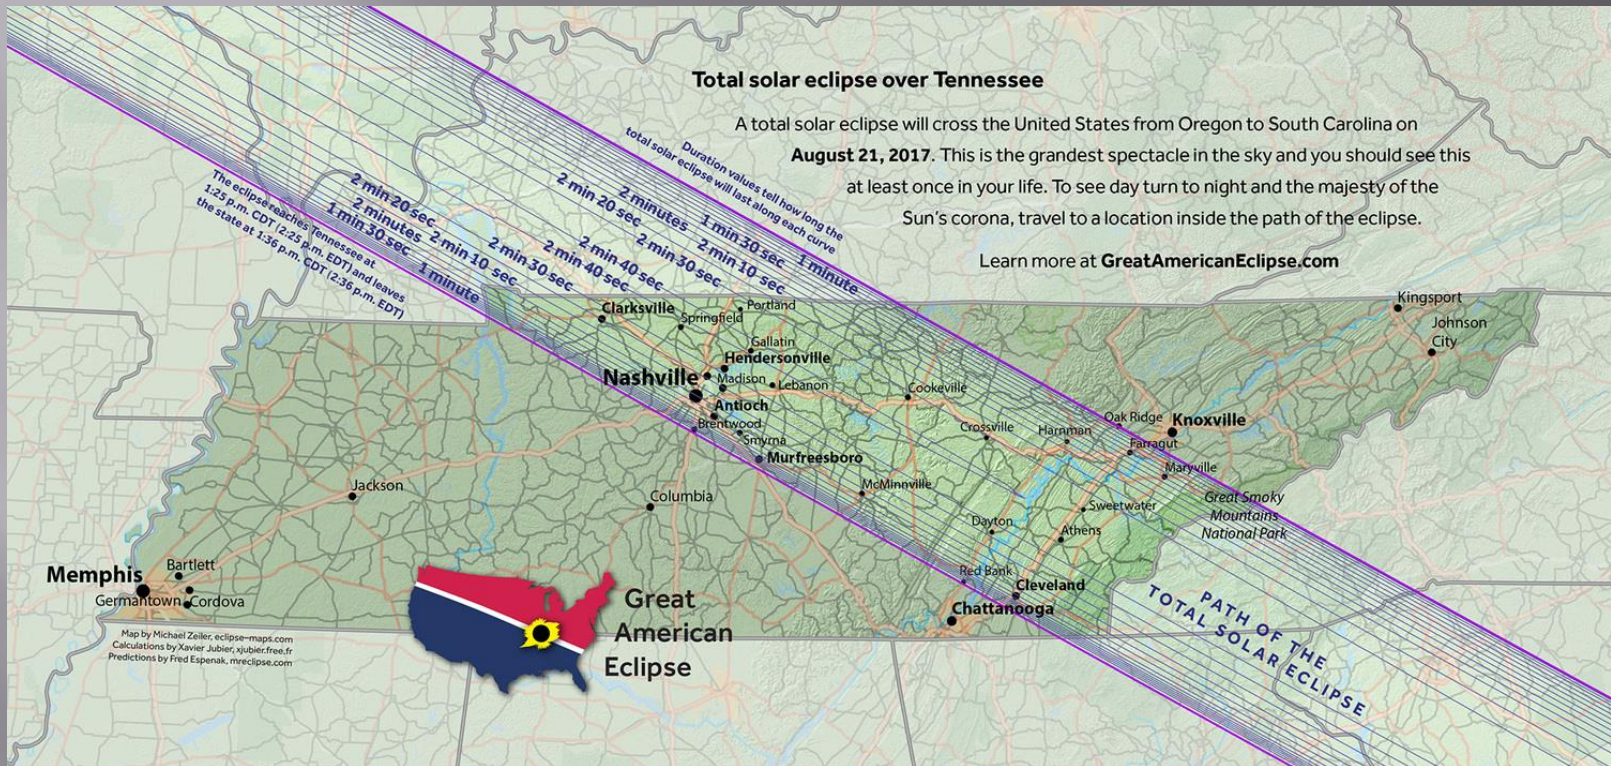 Total solar eclipse over Tennessee
A total solar eclipse will cross the United States from Oregon to South Carolina on
August 21, 2017. This is the grandest spectacle in the sky and you should see this
at least once in your life. To see day turn to night and the majesty of the
Sun's corona, travel to a location inside the path of the eclipse.
Learn more at GreatAmericanEclipse.com
Duration values tell how long the
total solar eclipse will last along each curve
The eclipse reaches Tennessee at
1:25 p.m. CDT (2:25 p.m. EDT) and leaves
the state at 1:36 p.m. CDT (2:36 p.m. EDT)
2 min 20 sec
2 minutes
1 min 30 sec
2 min 10 sec
1 minute
2 min 30 sec
2 min 40 sec
2 min 40 sec
2 min 20 sec
2 min 30 sec
2 minutes
2 min 10 sec
1 min 30 sec
1 minute
Clarksville
Portland
Springfield
Gallatin
Hendersonville
Nashville
Madison
Lebanon
Antioch
Brentwood
Smyrna
Murfreesboro
Cookeville
Crossville
Harriman
Oak Ridge
Knoxville
Farragut
Maryville
Kingsport
Johnson
City
Great Smoky
Mountains
National Park
McMinnville
Sweetwater
Dayton
Athens
Red Bank
Cleveland
Chattanooga
Jackson
Columbia
Memphis
Bartlett
Germantown
Cordova
Map by Michael Zeiler, eclipse-maps.com
Calculations by Xavier Jubier, xjubier.free.fr
Predictions by Fred Espenak, mreclipse.com
Great
American
Eclipse
PATH OF THE
TOTAL SOLAR ECLIPSE